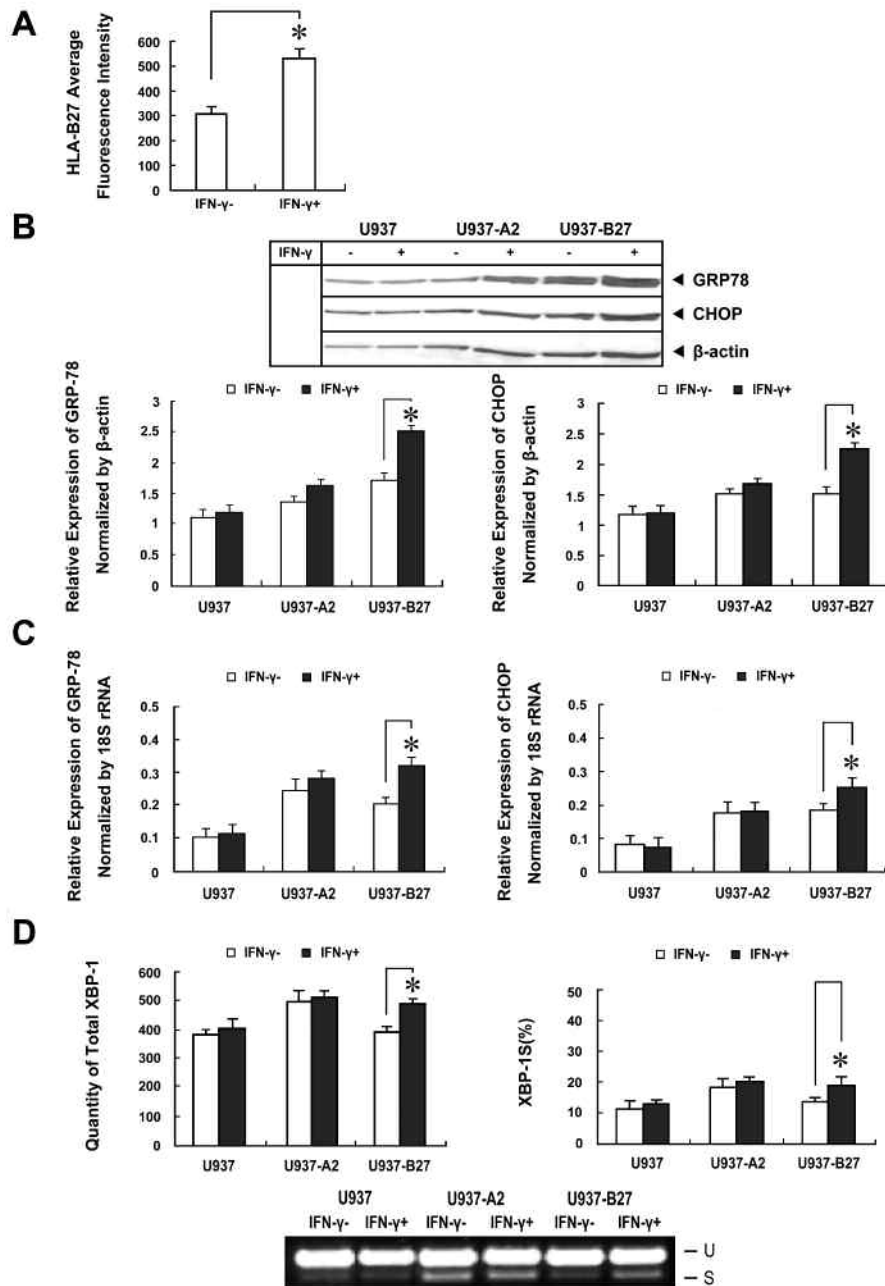 A
HLA-B27 Average
Fluorescence Intensity
600
500
400
300
200
100
0
*
IFN-γ-
IFN-γ+
B
U937
U937-A2
U937-B27
IFN-γ
-
+
-
+
-
+
◄ GRP78
◄ CHOP
◄ β-actin
Relative Expression of GRP-78
Normalized by β-actin
□ IFN-γ- ■ IFN-γ+
3
2.5
2
1.5
1
0.5
0
*
U937
U937-A2
U937-B27
Relative Expression of CHOP
Normalized by β-actin
□ IFN-γ- ■ IFN-γ+
3
2.5
2
1.5
1
0.5
0
*
U937
U937-A2
U937-B27
C
Relative Expression of GRP-78
Normalized by 18S rRNA
□ IFN-γ- ■ IFN-γ+
0.5
0.4
0.3
0.2
0.1
0
*
U937
U937-A2
U937-B27
Relative Expression of CHOP
Normalized by 18S rRNA
□ IFN-γ- ■ IFN-γ+
0.5
0.4
0.3
0.2
0.1
0
*
U937
U937-A2
U937-B27
D
Quantity of Total XBP-1
□ IFN-γ- ■ IFN-γ+
600
500
400
300
200
100
0
*
U937
U937-A2
U937-B27
XBP-1S(%)
□ IFN-γ- ■ IFN-γ+
50
40
30
20
10
0
*
U937
U937-A2
U937-B27
U937
U937-A2
U937-B27
IFN-γ- IFN-γ+ IFN-γ- IFN-γ+ IFN-γ- IFN-γ+
– U
– S